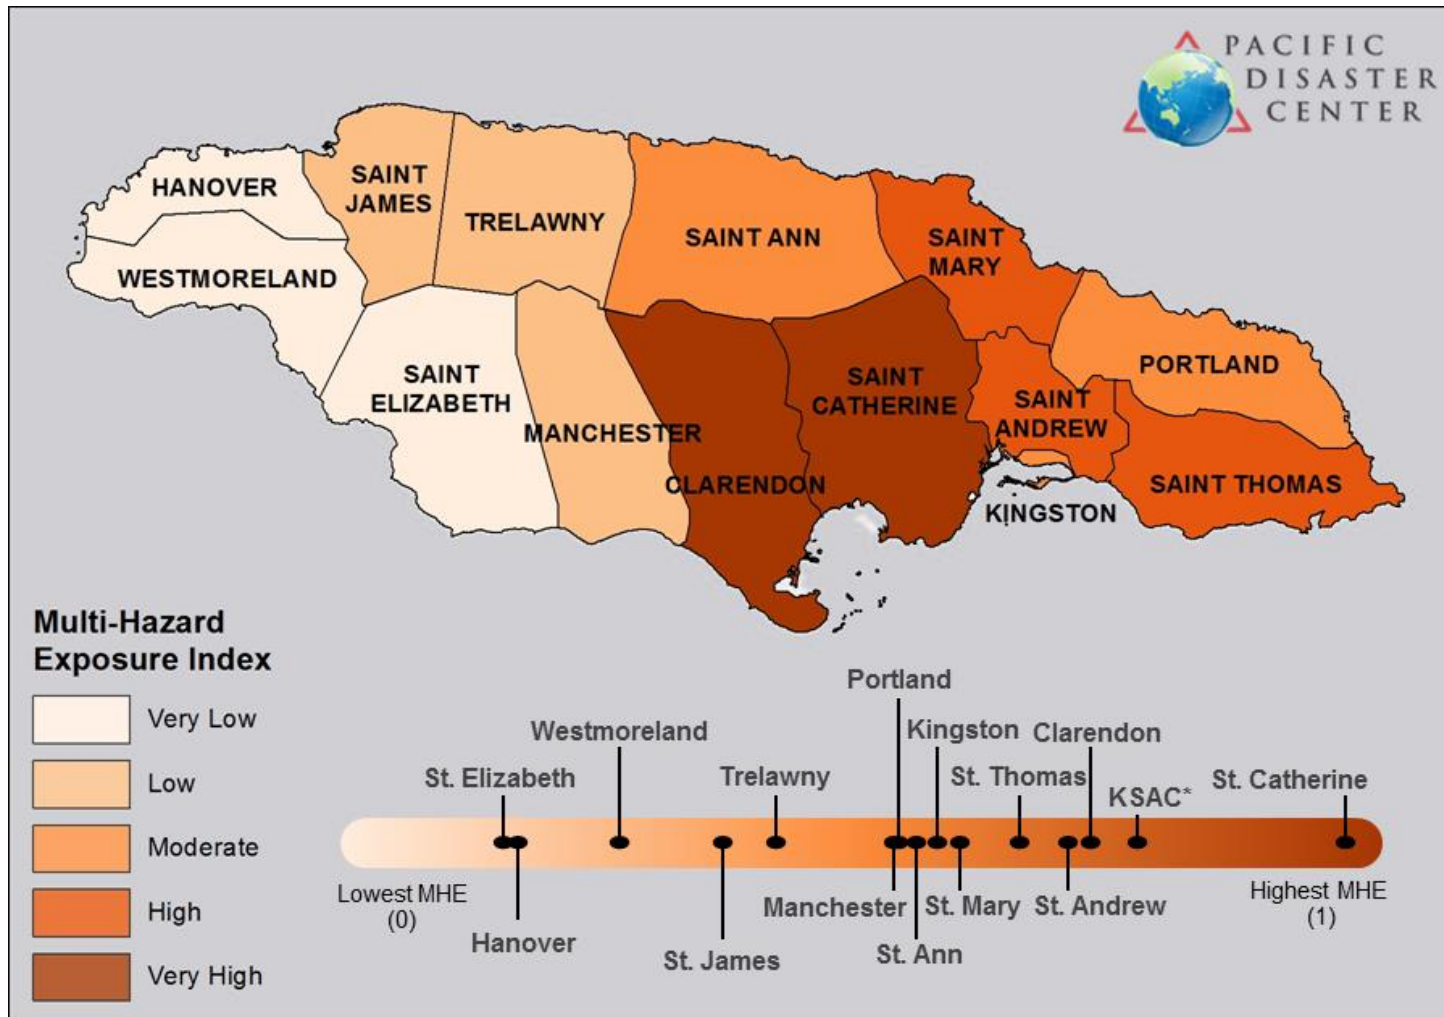 PACIFIC
DISASTER
CENTER
HANOVER
SAINT
JAMES
TRELAWNY
SAINT ANN
SAINT
MARY
WESTMORELAND
SAINT
ELIZABETH
MANCHESTER
CLARENDON
SAINT
CATHERINE
SAINT
ANDREW
PORTLAND
SAINT THOMAS
KINGSTON
Multi-Hazard
Exposure Index
Very Low
Low
Moderate
High
Very High
Portland
Westmoreland
Kingston
Clarendon
St. Elizabeth
Trelawny
St. Thomas
KSAC*
St. Catherine
Lowest MHE
(0)
Highest MHE
(1)
Manchester
St. Mary
St. Andrew
Hanover
St. James
St. Ann